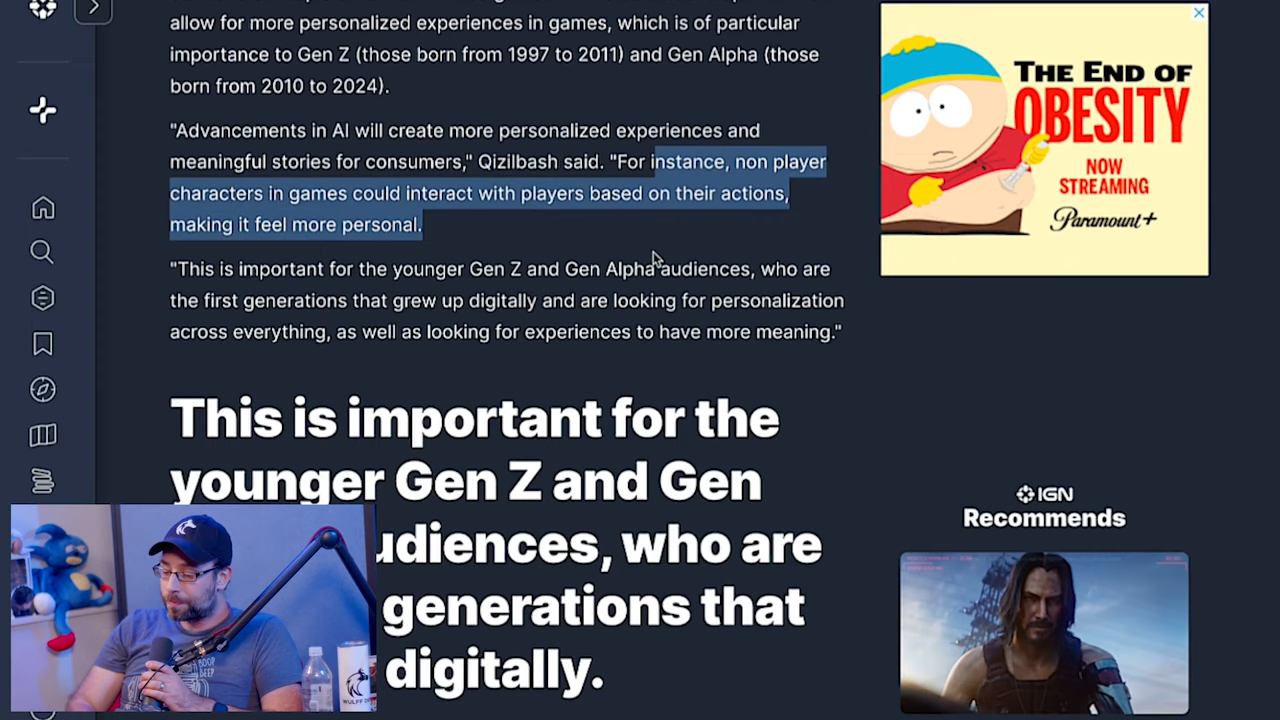 allow for more personalized experiences in games, which is of particular
importance to Gen Z (those born from 1997 to 2011) and Gen Alpha (those
born from 2010 to 2024).
"Advancements in AI will create more personalized experiences and
meaningful stories for consumers," Qizilbash said. "For instance, non player
characters in games could interact with players based on their actions,
making it feel more personal.
"This is important for the younger Gen Z and Gen Alpha audiences, who are
the first generations that grew up digitally and are looking for personalization
across everything, as well as looking for experiences to have more meaning."
This is important for the
younger Gen Z and Gen
udiences, who are
generations that
digitally.
THE END OF
OBESITY
NOW
STREAMING
Paramount+
IGN
Recommends
BOOP
BEEP
WULFF